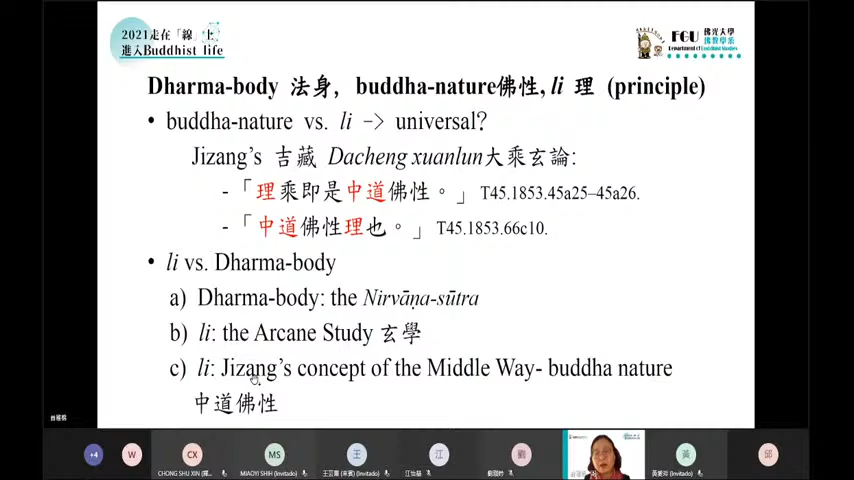 2021走在「線」上
進入Buddhist life
FGU 佛光大學
佛教學系
Department of Buddhist Studies
Dharma-body 法身, buddha-nature佛性, li 理 (principle)
• buddha-nature vs. li -> universal?
Jizang's 吉藏 Dacheng xuanlun大乘玄論:
-「理乘即是中道佛性。」 T45.1853.45a25–45a26.
-「中道佛性理也。」 T45.1853.66c10.
• li vs. Dharma-body
a) Dharma-body: the Nirvāṇa-sūtra
b) li: the Arcane Study 玄學
c) li: Jizang's concept of the Middle Way- buddha nature
中道佛性
+4 W CX MS 王 江 劉 黃 邱
CHONG SHU XIN MIAOYI SHIH (Invitado) (Invitado) (Invitado)